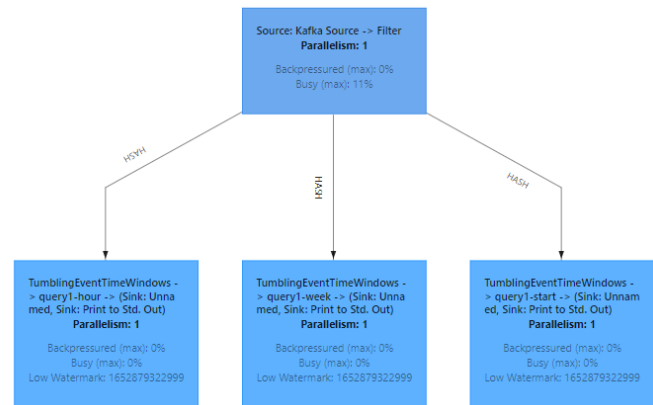 Source: Kafka Source -> Filter
Parallelism: 1
Backpressured (max): 0%
Busy (max): 11%
HASH
HASH
HASH
TumblingEventTimeWindows -
> query1-hour -> (Sink: Unna
med, Sink: Print to Std. Out)
Parallelism: 1
Backpressured (max): 0%
Busy (max): 0%
Low Watermark: 1652879322999
TumblingEventTimeWindows -
> query1-week -> (Sink: Unna
med, Sink: Print to Std. Out)
Parallelism: 1
Backpressured (max): 0%
Busy (max): 0%
Low Watermark: 1652879322999
TumblingEventTimeWindows -
> query1-start -> (Sink: Unnam
ed, Sink: Print to Std. Out)
Parallelism: 1
Backpressured (max): 0%
Busy (max): 0%
Low Watermark: 1652879322999